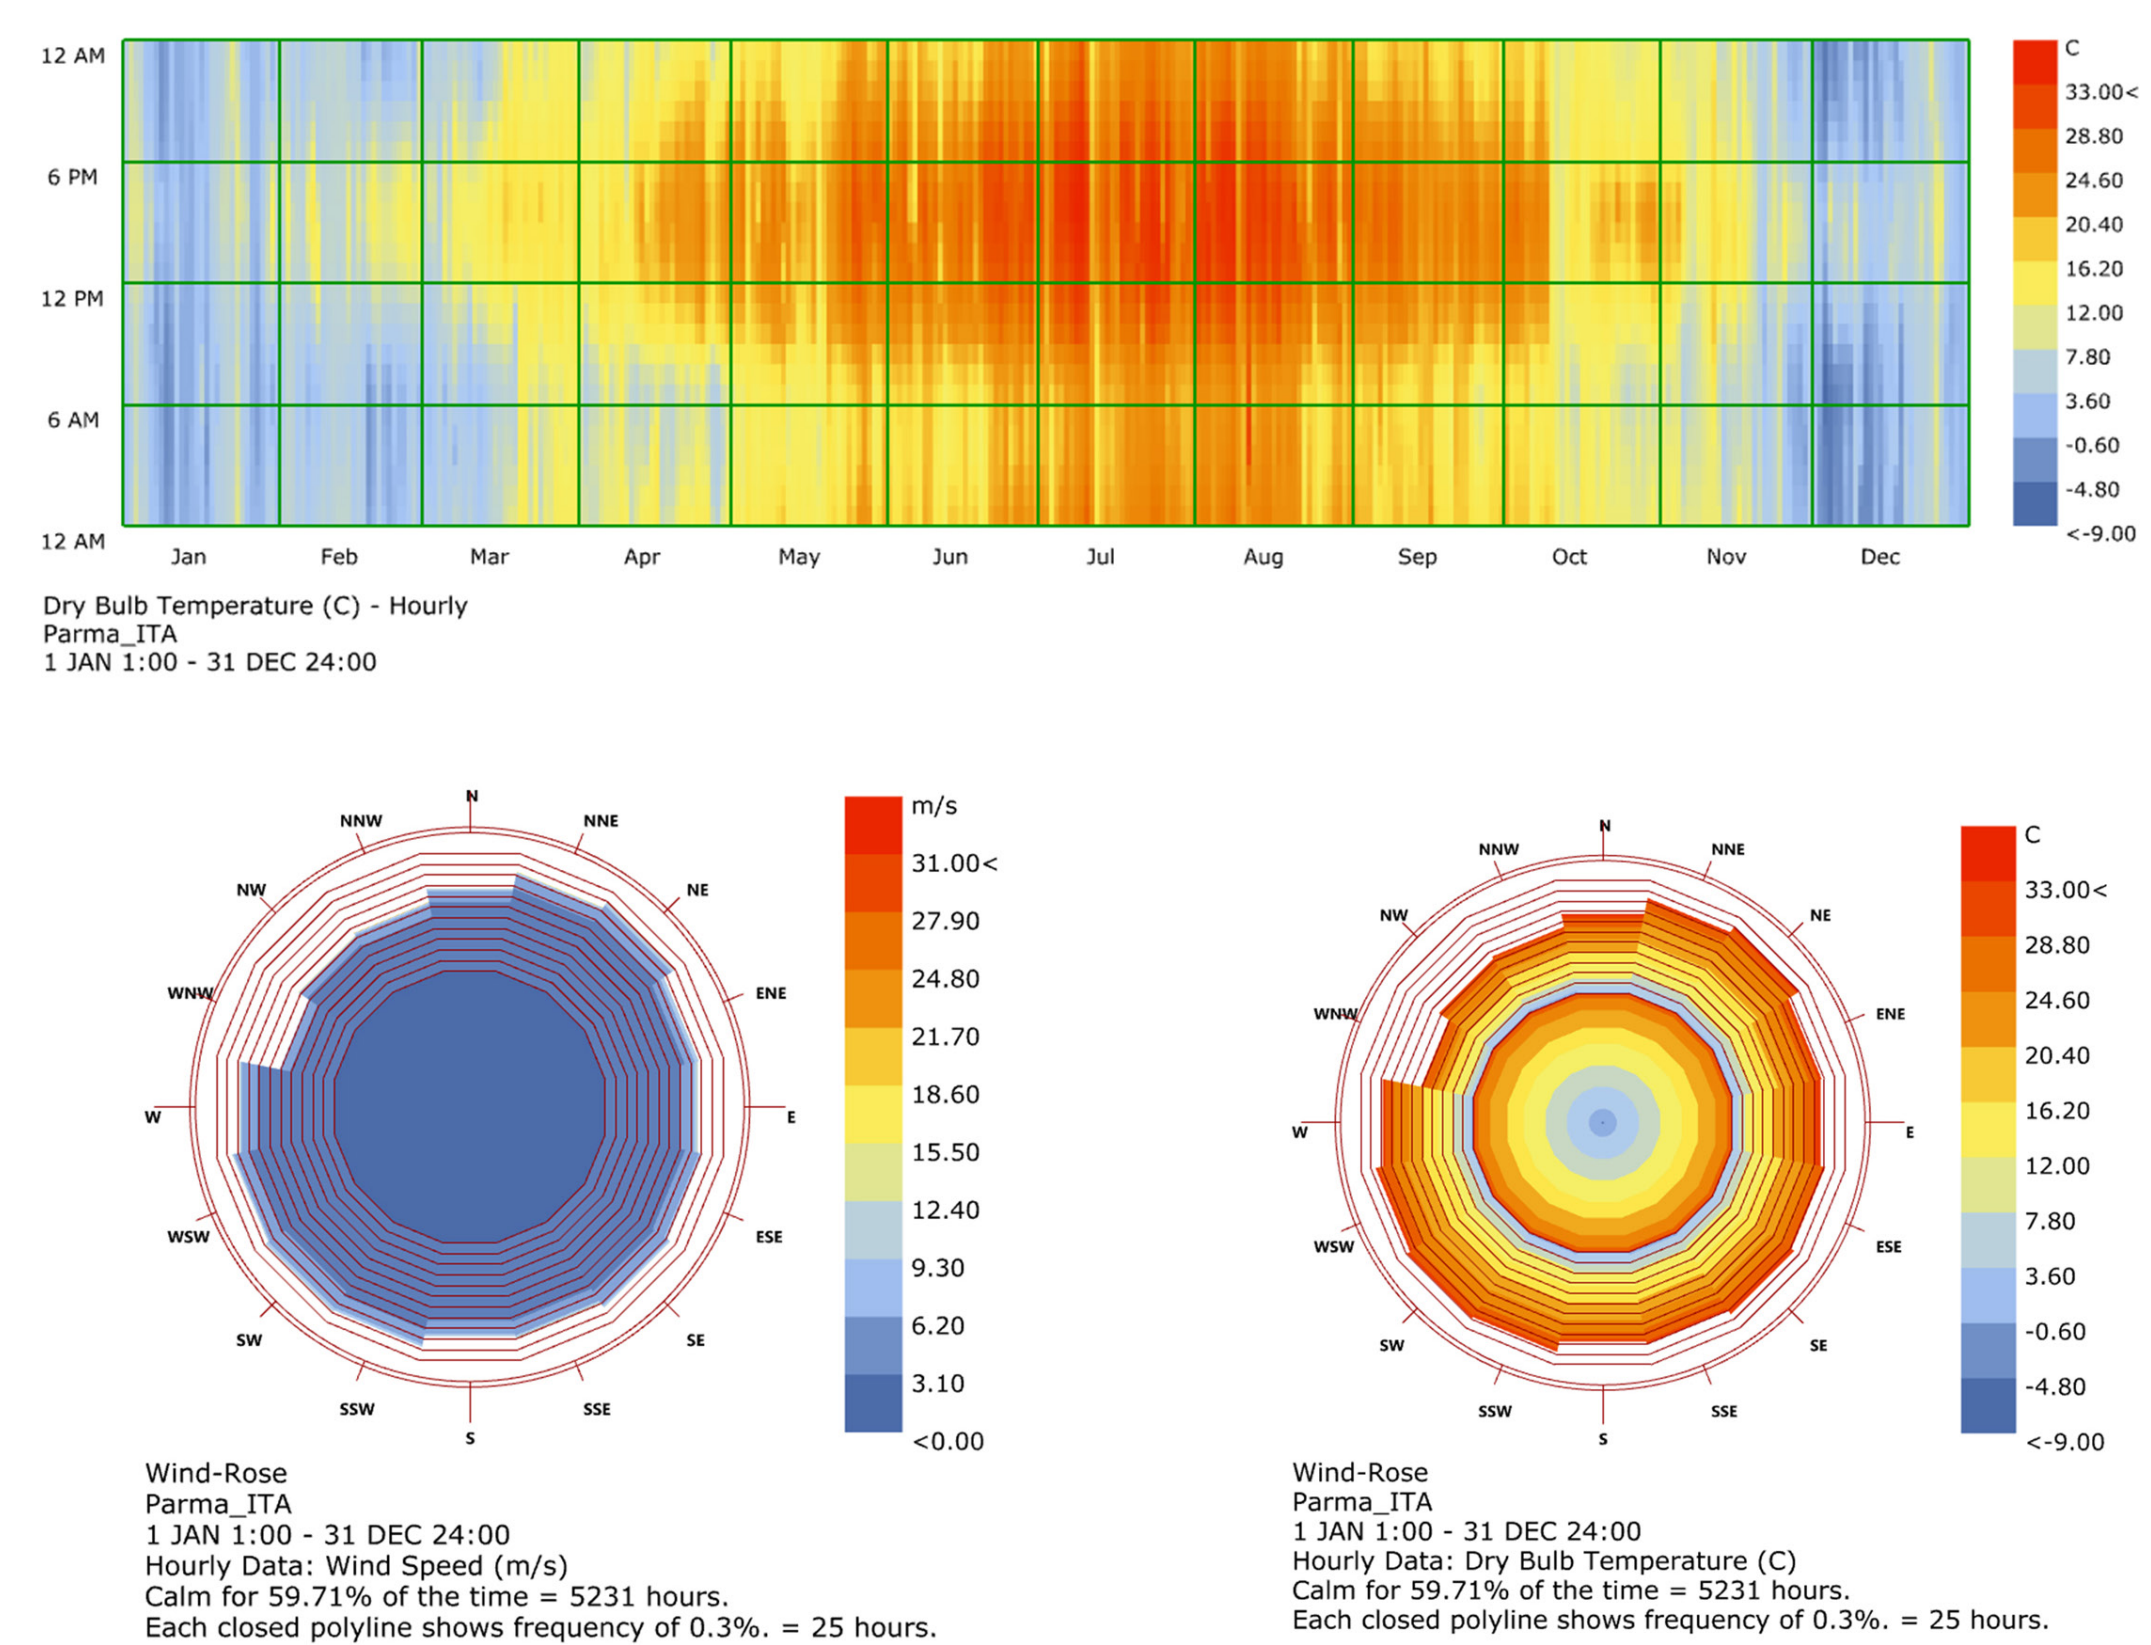 12 AM
6 PM
12 PM
6 AM
12 AM
Jan Feb Mar Apr May Jun Jul Aug Sep Oct Nov Dec
C
33.00<
28.80
24.60
20.40
16.20
12.00
7.80
3.60
-0.60
-4.80
<-9.00
Dry Bulb Temperature (C) - Hourly
Parma_ITA
1 JAN 1:00 - 31 DEC 24:00
N
NNE
NE
ENE
E
ESE
SE
SSE
S
SSW
SW
WSW
W
WNW
NW
NNW
m/s
31.00<
27.90
24.80
21.70
18.60
15.50
12.40
9.30
6.20
3.10
<0.00
Wind-Rose
Parma_ITA
1 JAN 1:00 - 31 DEC 24:00
Hourly Data: Wind Speed (m/s)
Calm for 59.71% of the time = 5231 hours.
Each closed polyline shows frequency of 0.3%. = 25 hours.
N
NNE
NE
ENE
E
ESE
SE
SSE
S
SSW
SW
WSW
W
WNW
NW
NNW
C
33.00<
28.80
24.60
20.40
16.20
12.00
7.80
3.60
-0.60
-4.80
<-9.00
Wind-Rose
Parma_ITA
1 JAN 1:00 - 31 DEC 24:00
Hourly Data: Dry Bulb Temperature (C)
Calm for 59.71% of the time = 5231 hours.
Each closed polyline shows frequency of 0.3%. = 25 hours.